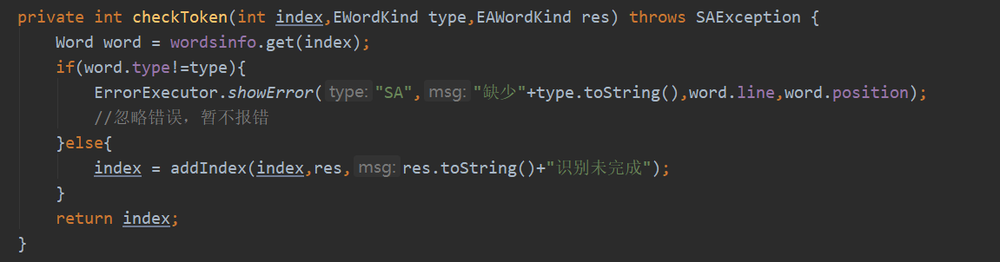 private int checkToken(int index,EWordKind type,EAWordKind res) throws SAException {
    Word word = wordsinfo.get(index);
    if(word.type!=type){
        ErrorExecutor.showError( type: "SA", msg: "缺少"+type.toString(),word.line,word.position);
        //忽略错误，暂不报错
    }else{
        index = addIndex(index,res, msg: res.toString()+"识别未完成");
    }
    return index;
}